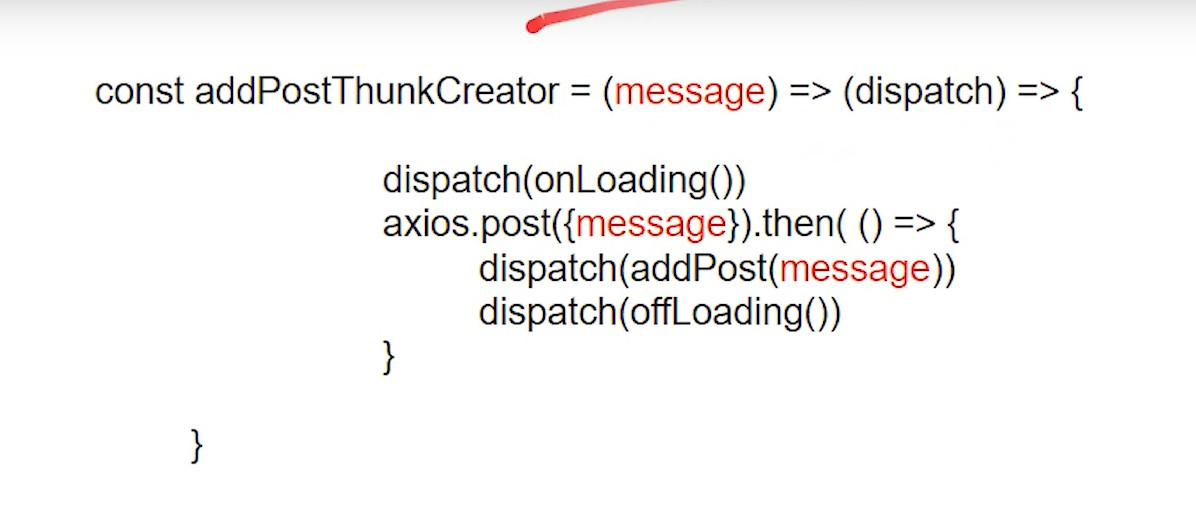 const addPostThunkCreator = (message) => (dispatch) => {
dispatch(onLoading())
axios.post({message}).then( () => {
dispatch(addPost(message))
dispatch(offLoading())
}
}